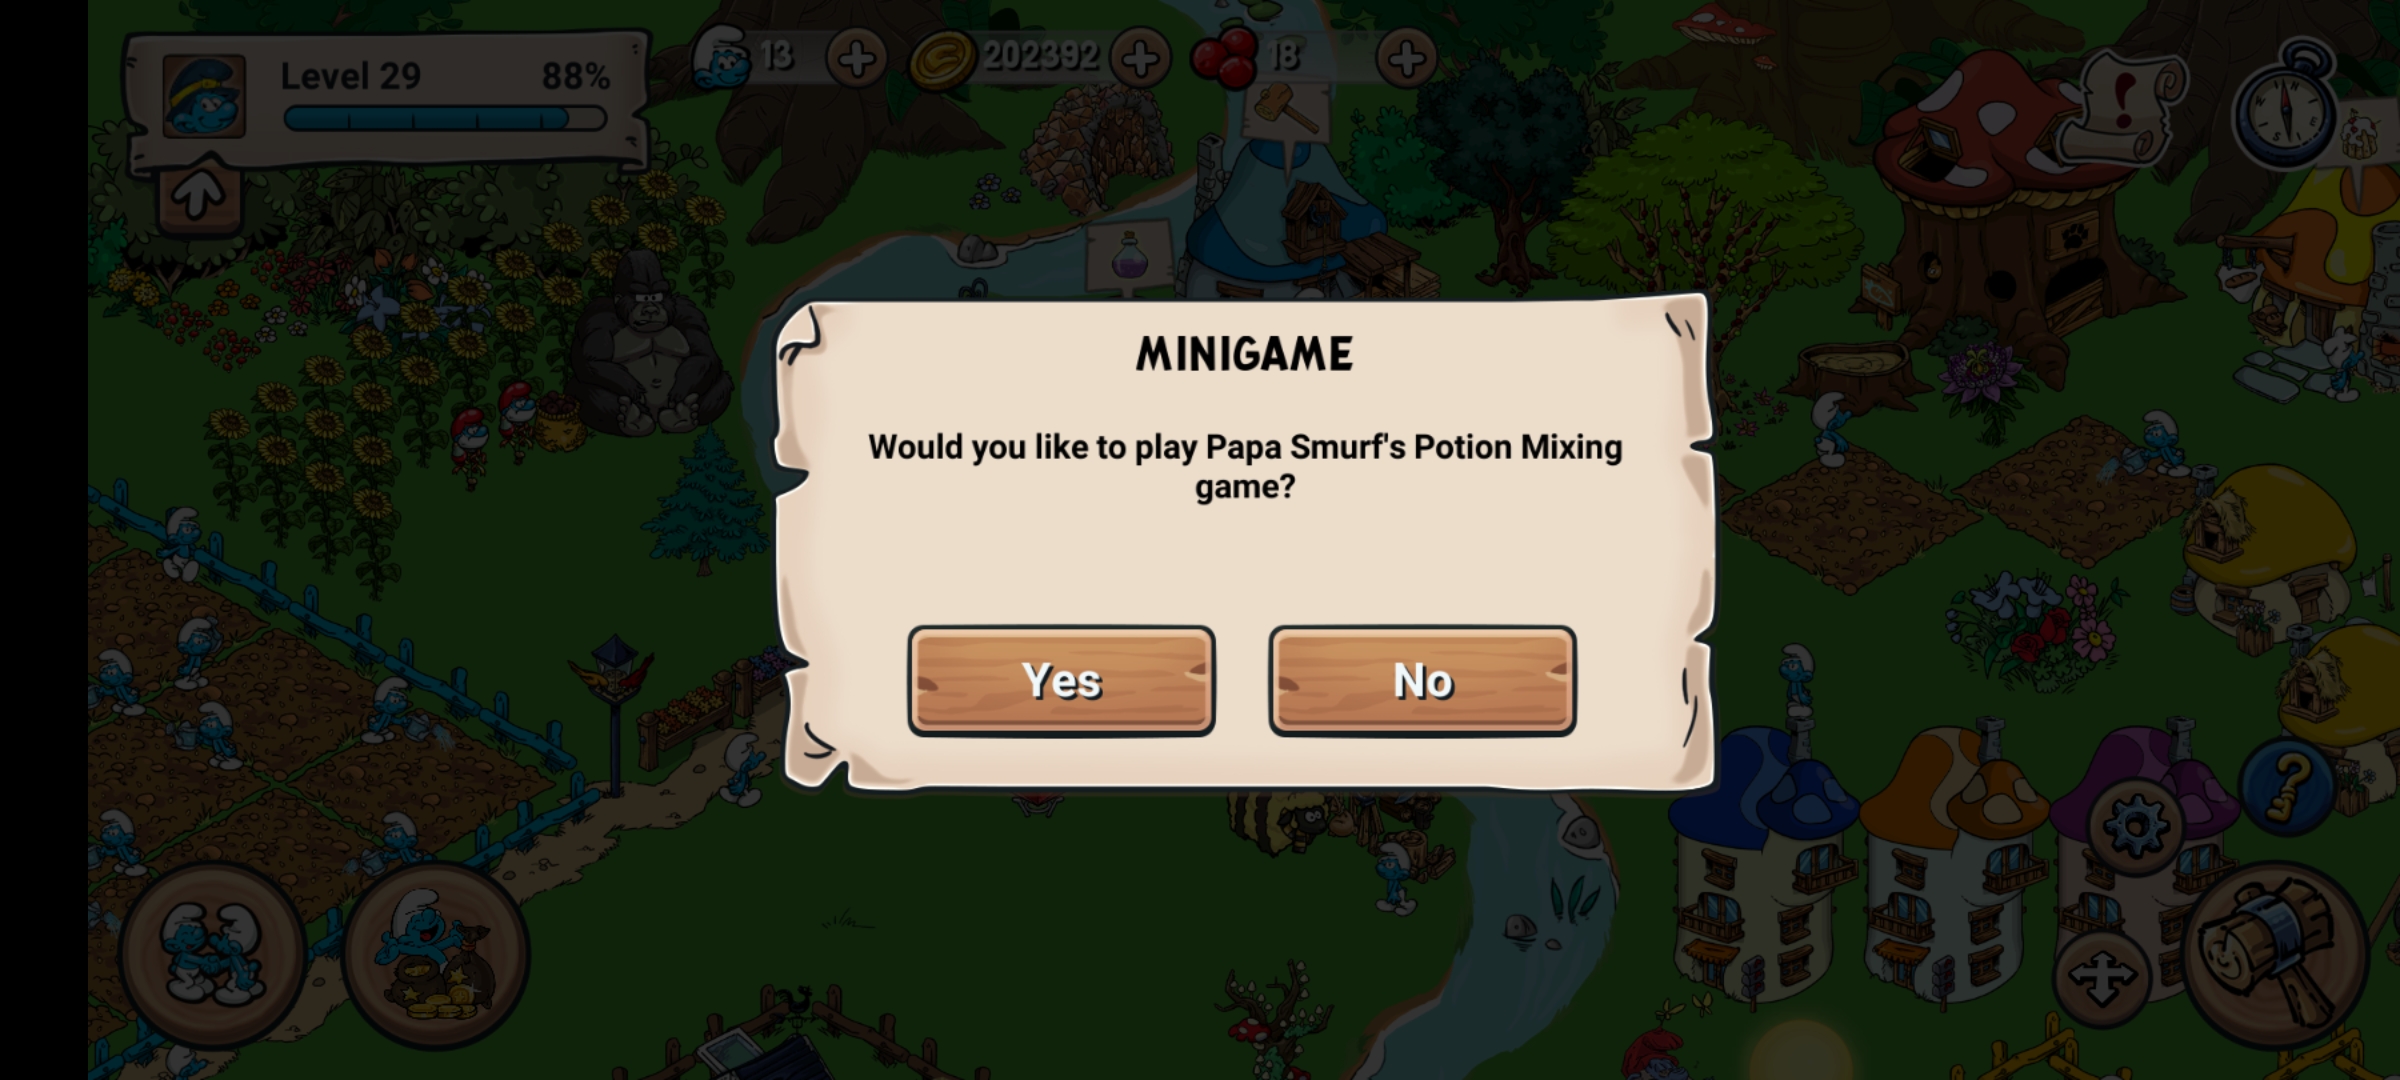 Level 29
88%
13
202392
18
MINIGAME
Would you like to play Papa Smurf's Potion Mixing
game?
Yes
No